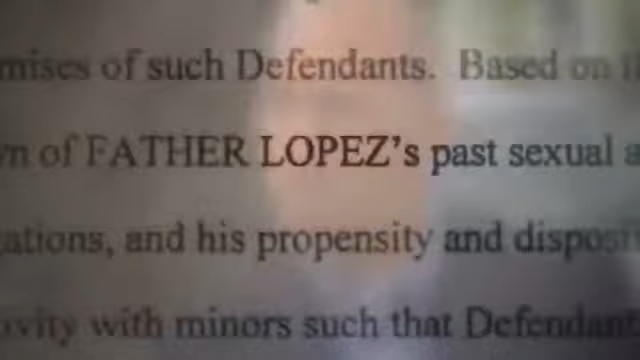 mises of such Defendants. Based on
of FATHER LOPEZ's past sexual
ations, and his propensity and
with minors such that Defendant